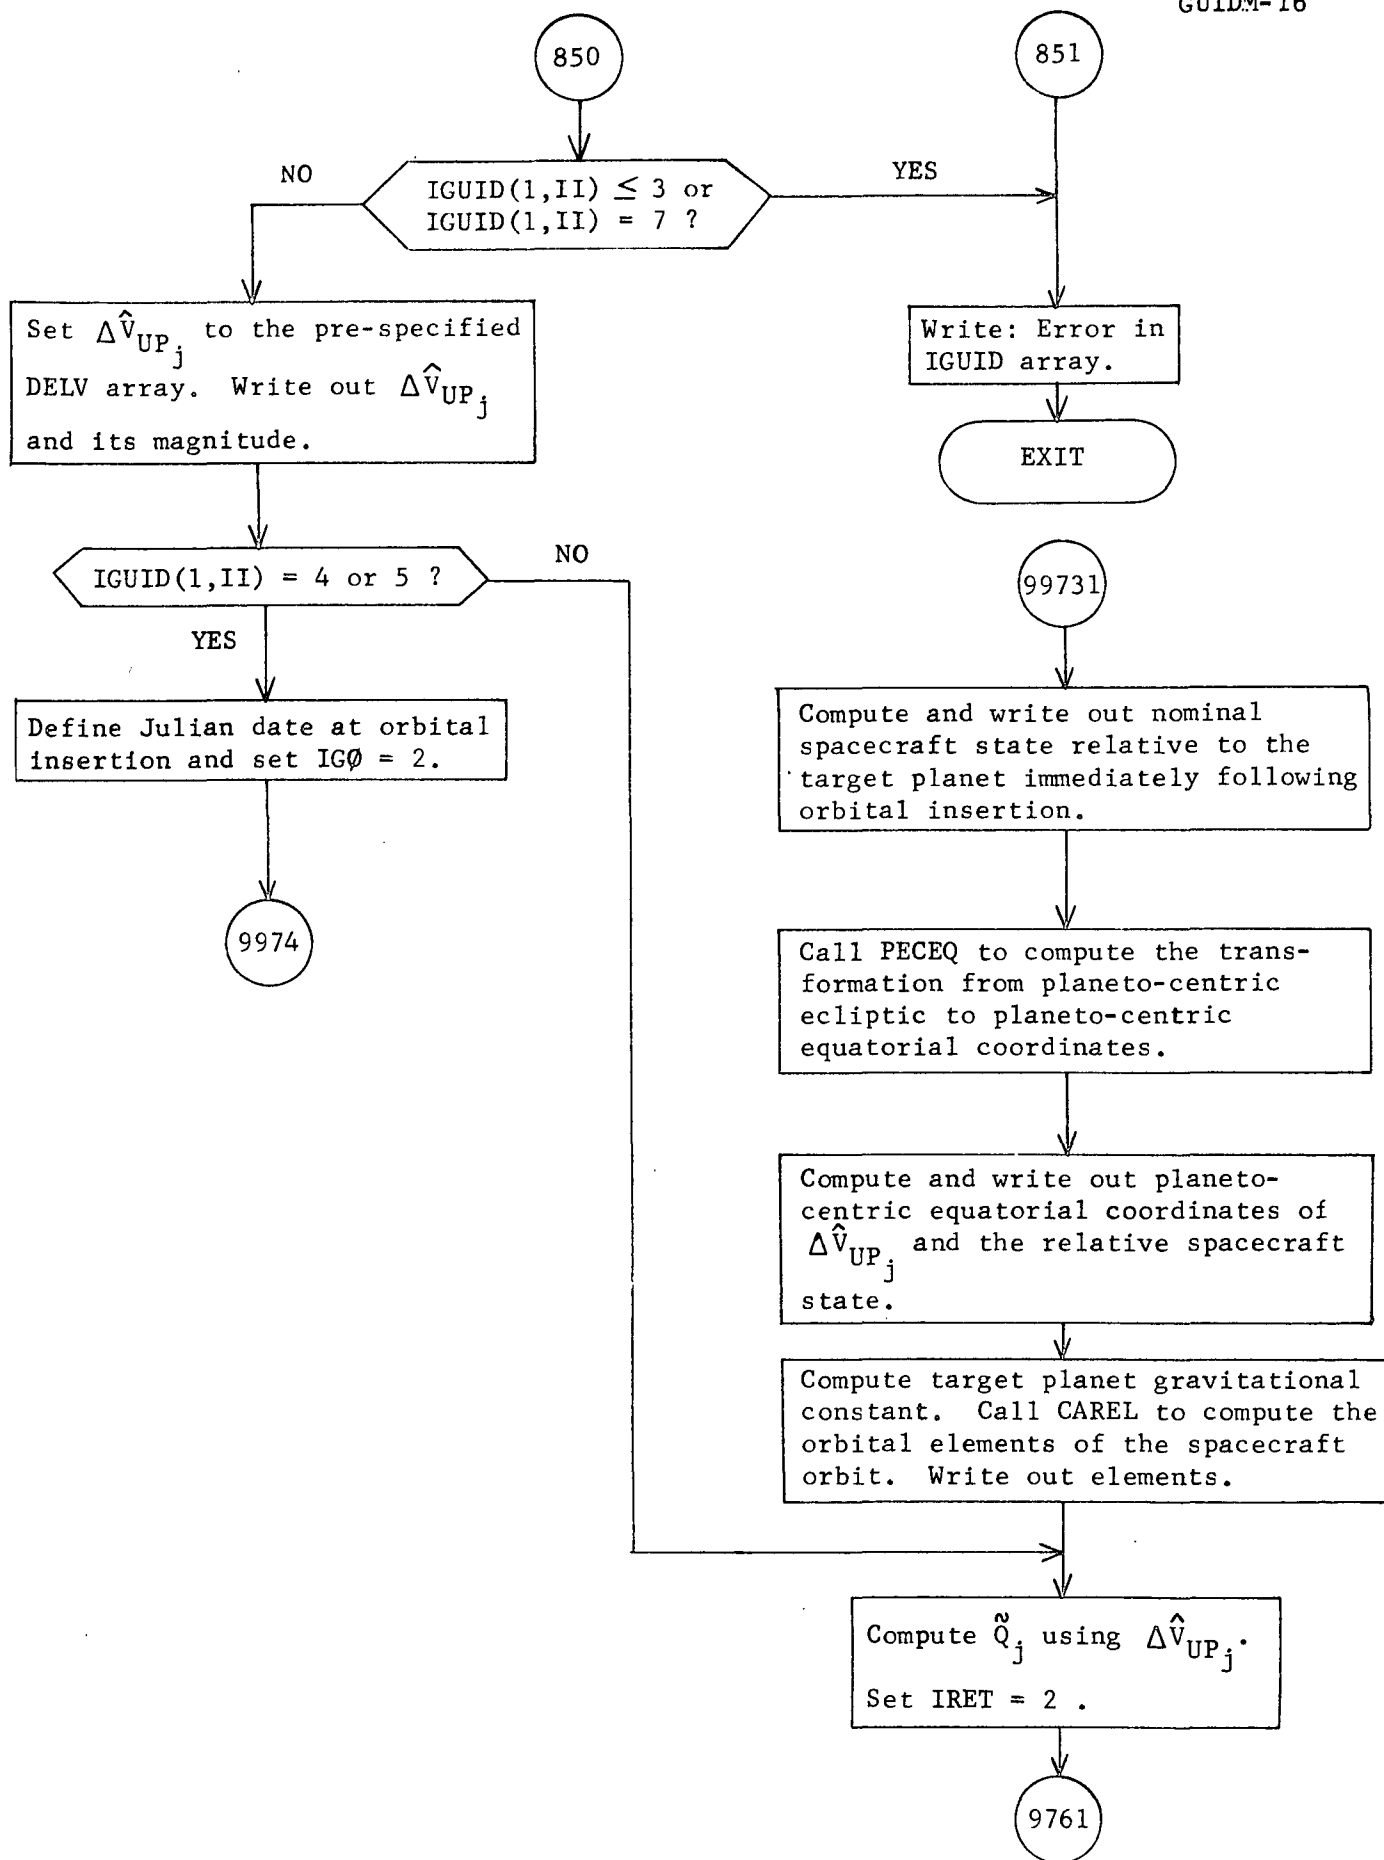 GUIDM-16
850
851
NO
IGUID(1,II) ≤ 3 or
IGUID(1,II) = 7 ?
YES
Set ΔV̂UPj to the pre-specified
DELV array. Write out ΔV̂UPj
and its magnitude.
Write: Error in
IGUID array.
EXIT
IGUID(1,II) = 4 or 5 ?
NO
YES
Define Julian date at orbital
insertion and set IGØ = 2.
9974
99731
Compute and write out nominal
spacecraft state relative to the
target planet immediately following
orbital insertion.
Call PECEQ to compute the trans-
formation from planeto-centric
ecliptic to planeto-centric
equatorial coordinates.
Compute and write out planeto-
centric equatorial coordinates of
ΔV̂UPj and the relative spacecraft
state.
Compute target planet gravitational
constant. Call CAREL to compute the
orbital elements of the spacecraft
orbit. Write out elements.
Compute Q̃j using ΔV̂UPj.
Set IRET = 2 .
9761